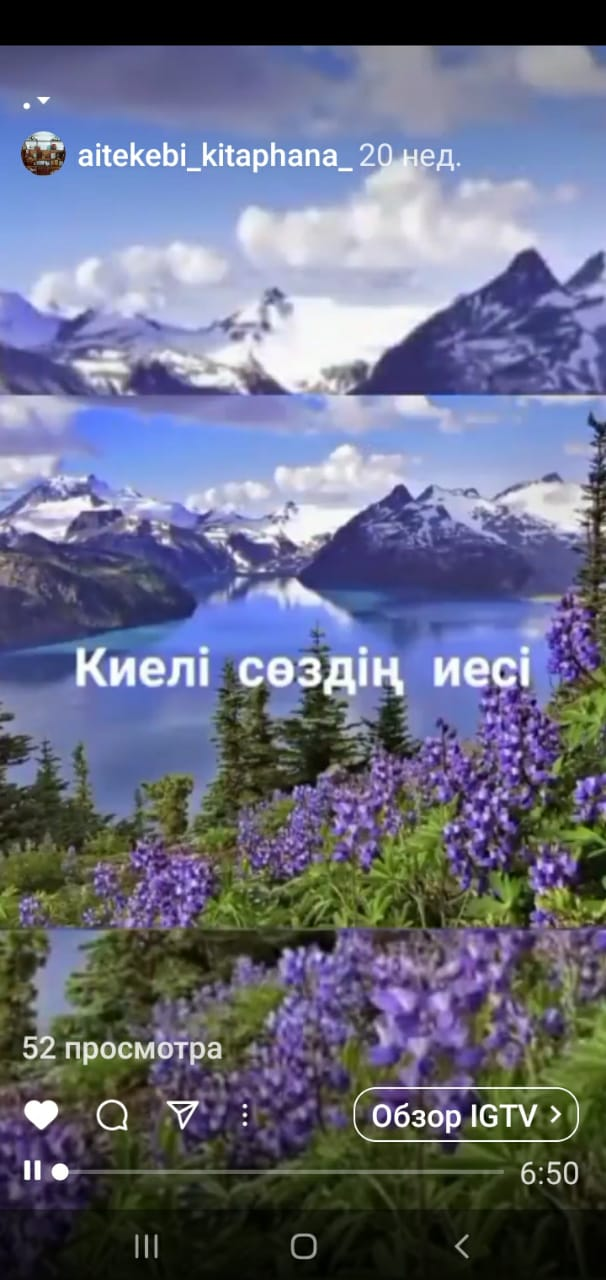 aitekebi_kitaphana_ 20 нед.
Киелі сөздің иесі
52 просмотра
Обзор IGTV
6:50